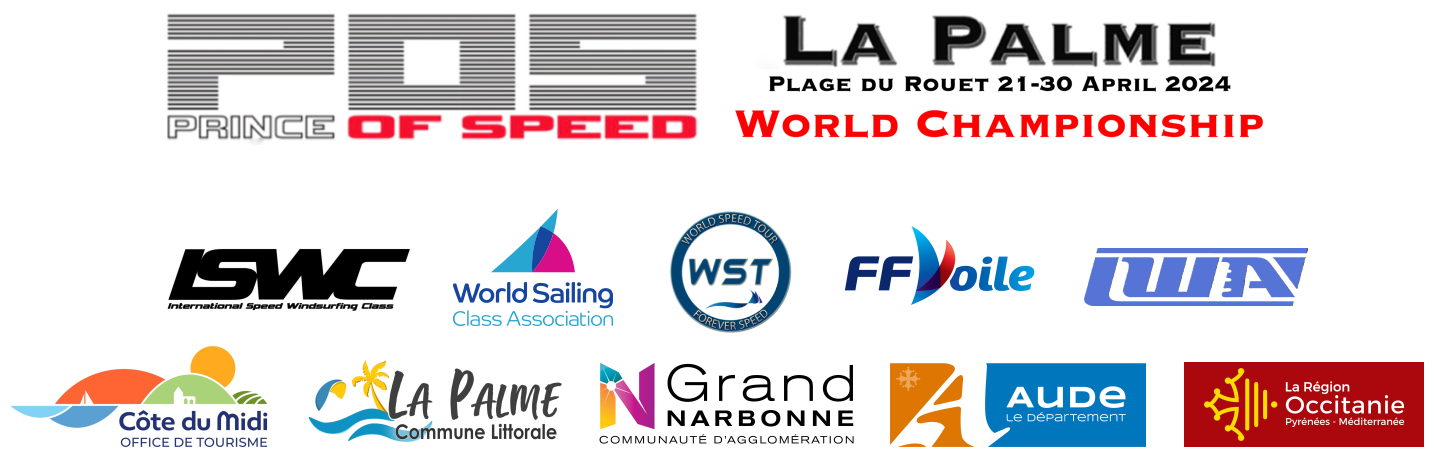 POS
PRINCE OF SPEED
LA PALME
PLAGE DU ROUET 21-30 APRIL 2024
WORLD CHAMPIONSHIP
ISWC
International Speed Windsurfing Class
World Sailing
Class Association
WORLD SPEED TOUR
WST
FOREVER SPEED
FFVoile
IWA
Côte du Midi
OFFICE DE TOURISME
LA PALME
Commune Littorale
N Grand
NARBONNE
COMMUNAUTÉ D'AGGLOMÉRATION
A AUDE
LE DÉPARTEMENT
La Région
Occitanie
Pyrénées - Méditerranée